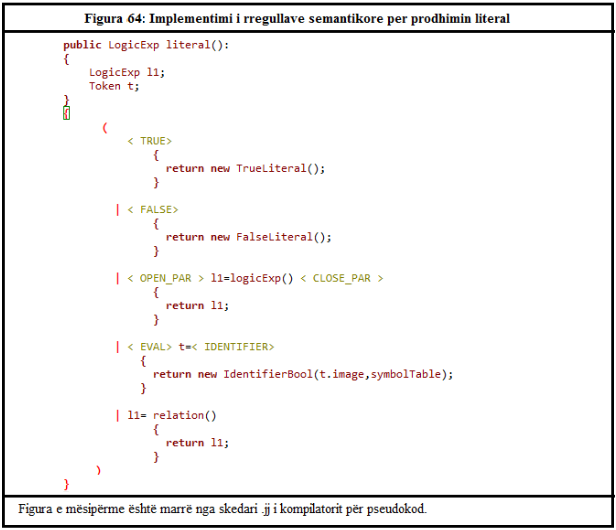 Figura 64: Implementimi i rregullave semantikore per prodhimin literal
public LogicExp literal():
{
LogicExp l1;
Token t;
}
{
(
< TRUE>
{
return new TrueLiteral();
}
| < FALSE>
{
return new FalseLiteral();
}
| < OPEN_PAR > l1=logicExp() < CLOSE_PAR >
{
return l1;
}
| < EVAL> t=< IDENTIFIER>
{
return new IdentifierBool(t.image,symbolTable);
}
| l1= relation()
{
return l1;
}
)
}
Figura e mësipërme është marrë nga skedari .jj i kompilatorit për pseudokod.